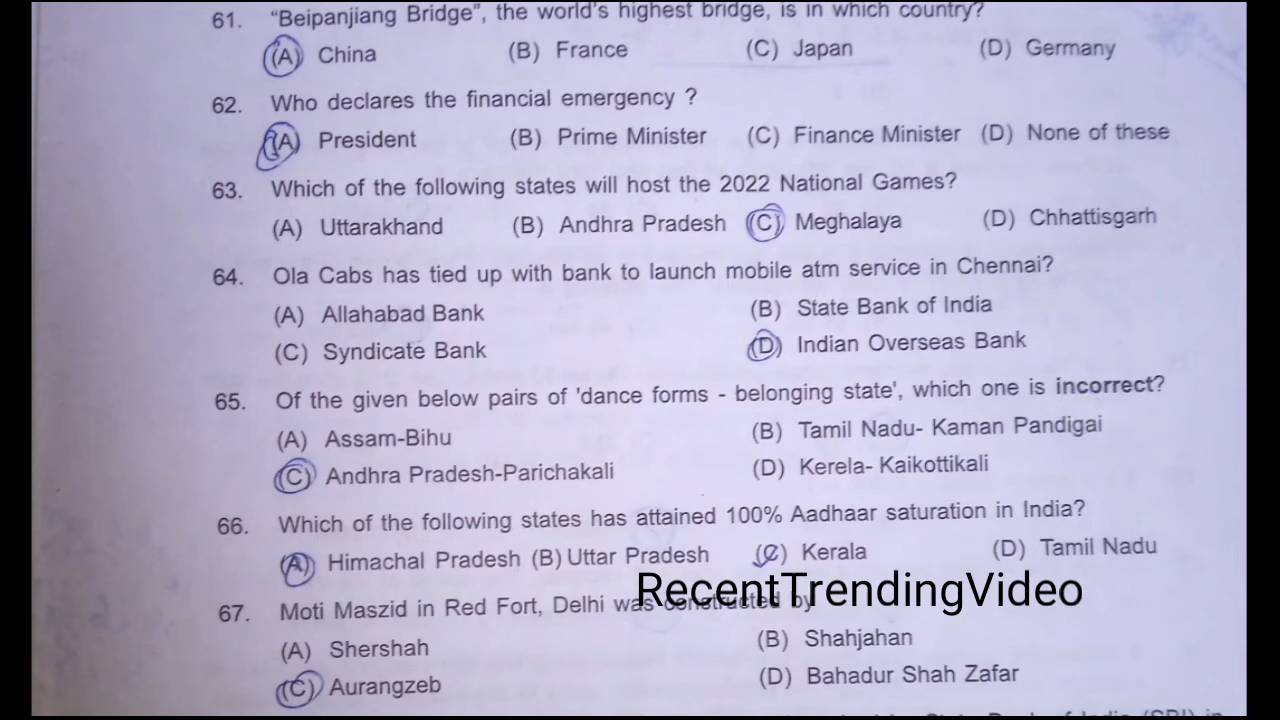 61. "Beipanjiang Bridge", the world's highest bridge, is in which country?
(A) China (B) France (C) Japan (D) Germany
62. Who declares the financial emergency ?
(A) President (B) Prime Minister (C) Finance Minister (D) None of these
63. Which of the following states will host the 2022 National Games?
(A) Uttarakhand (B) Andhra Pradesh (C) Meghalaya (D) Chhattisgarh
64. Ola Cabs has tied up with bank to launch mobile atm service in Chennai?
(A) Allahabad Bank (B) State Bank of India
(C) Syndicate Bank (D) Indian Overseas Bank
65. Of the given below pairs of 'dance forms - belonging state', which one is incorrect?
(A) Assam-Bihu (B) Tamil Nadu- Kaman Pandigai
(C) Andhra Pradesh-Parichakali (D) Kerela- Kaikottikali
66. Which of the following states has attained 100% Aadhaar saturation in India?
(A) Himachal Pradesh (B) Uttar Pradesh (C) Kerala (D) Tamil Nadu
RecentTrendingVideo
67. Moti Maszid in Red Fort, Delhi was constructed by
(A) Shershah (B) Shahjahan
(C) Aurangzeb (D) Bahadur Shah Zafar